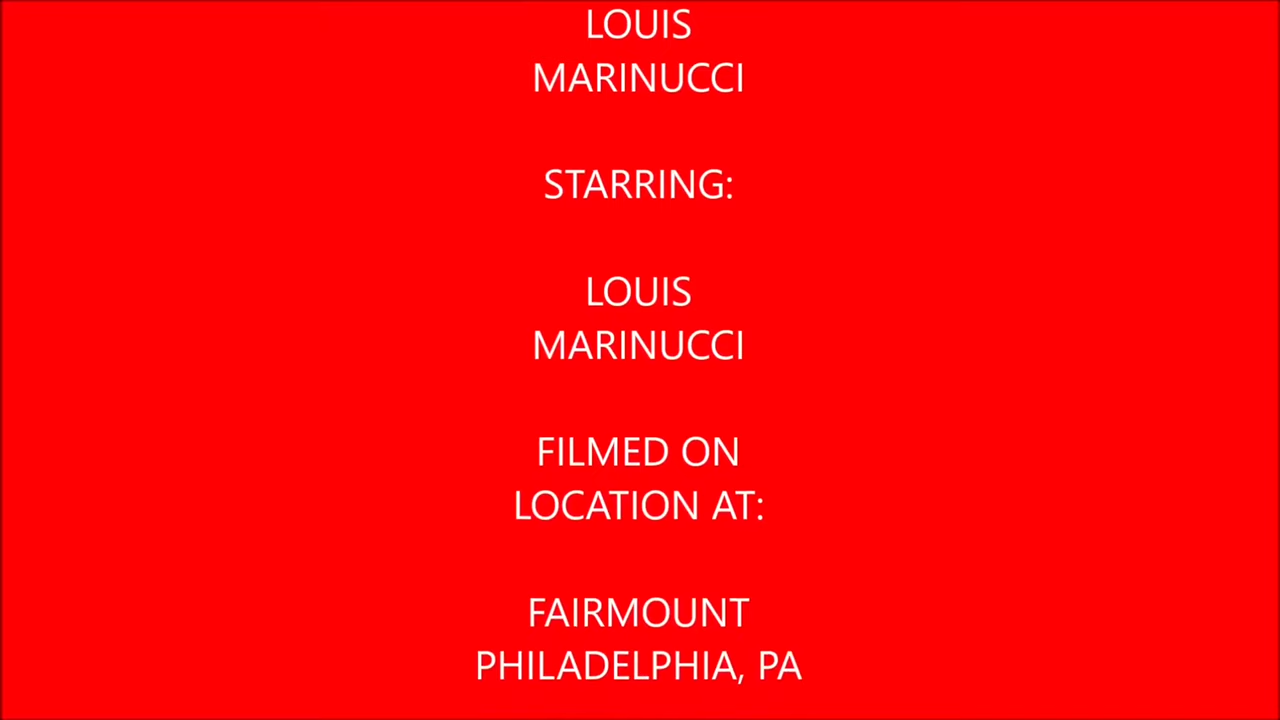 LOUIS
MARINUCCI
STARRING:
LOUIS
MARINUCCI
FILMED ON
LOCATION AT:
FAIRMOUNT
PHILADELPHIA, PA